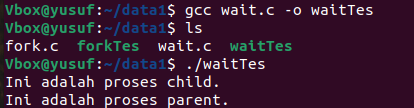 Vbox@yusuf:~/data1$ gcc wait.c -o waitTes
Vbox@yusuf:~/data1$ ls
fork.c forkTes wait.c waitTes
Vbox@yusuf:~/data1$ ./waitTes
Ini adalah proses child.
Ini adalah proses parent.